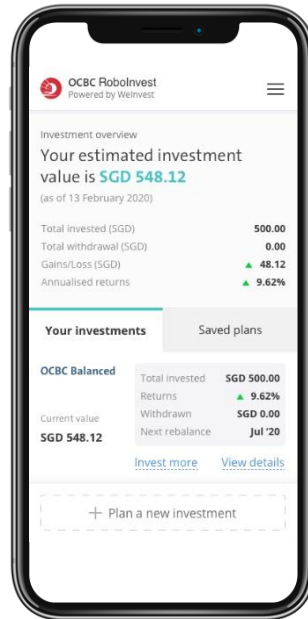 OCBC RoboInvest
Powered by WeInvest
Investment overview
Your estimated investment
value is SGD 548.12
(as of 13 February 2020)
Total invested (SGD) 500.00
Total withdrawal (SGD) 0.00
Gains/Loss (SGD) ▲ 48.12
Annualised returns ▲ 9.62%
Your investments Saved plans
OCBC Balanced
Total invested SGD 500.00
Returns ▲ 9.62%
Current value
Withdrawn SGD 0.00
SGD 548.12
Next rebalance Jul '20
Invest more View details
+ Plan a new investment